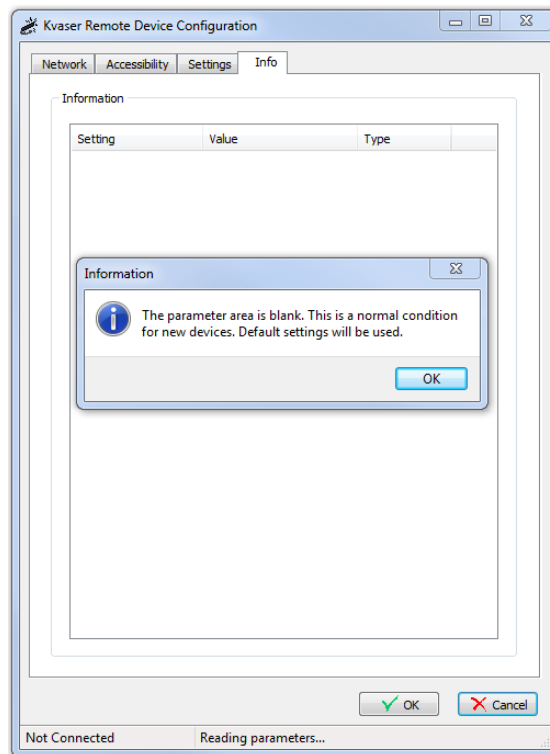 Kvaser Remote Device Configuration
Network Accessibility Settings Info
Information
Setting Value Type
Information
The parameter area is blank. This is a normal condition
for new devices. Default settings will be used.
OK
OK Cancel
Not Connected Reading parameters...